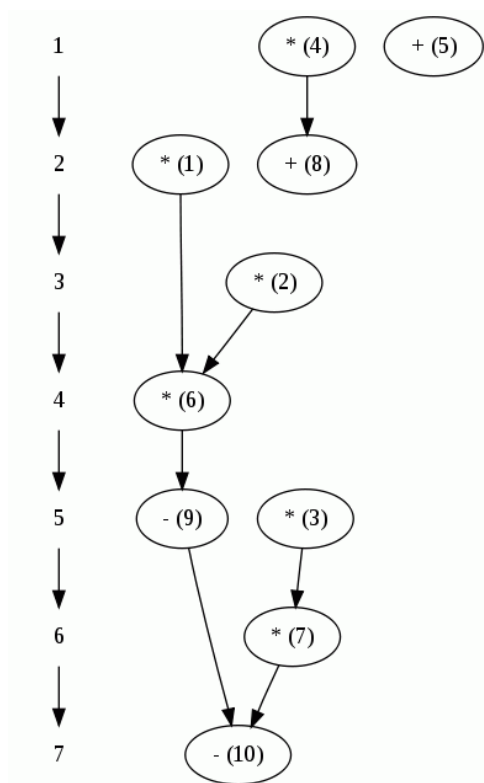 1 * (4) + (5)
2 * (1) + (8)
3 * (2)
4 * (6)
5 - (9) * (3)
6 * (7)
7 - (10)